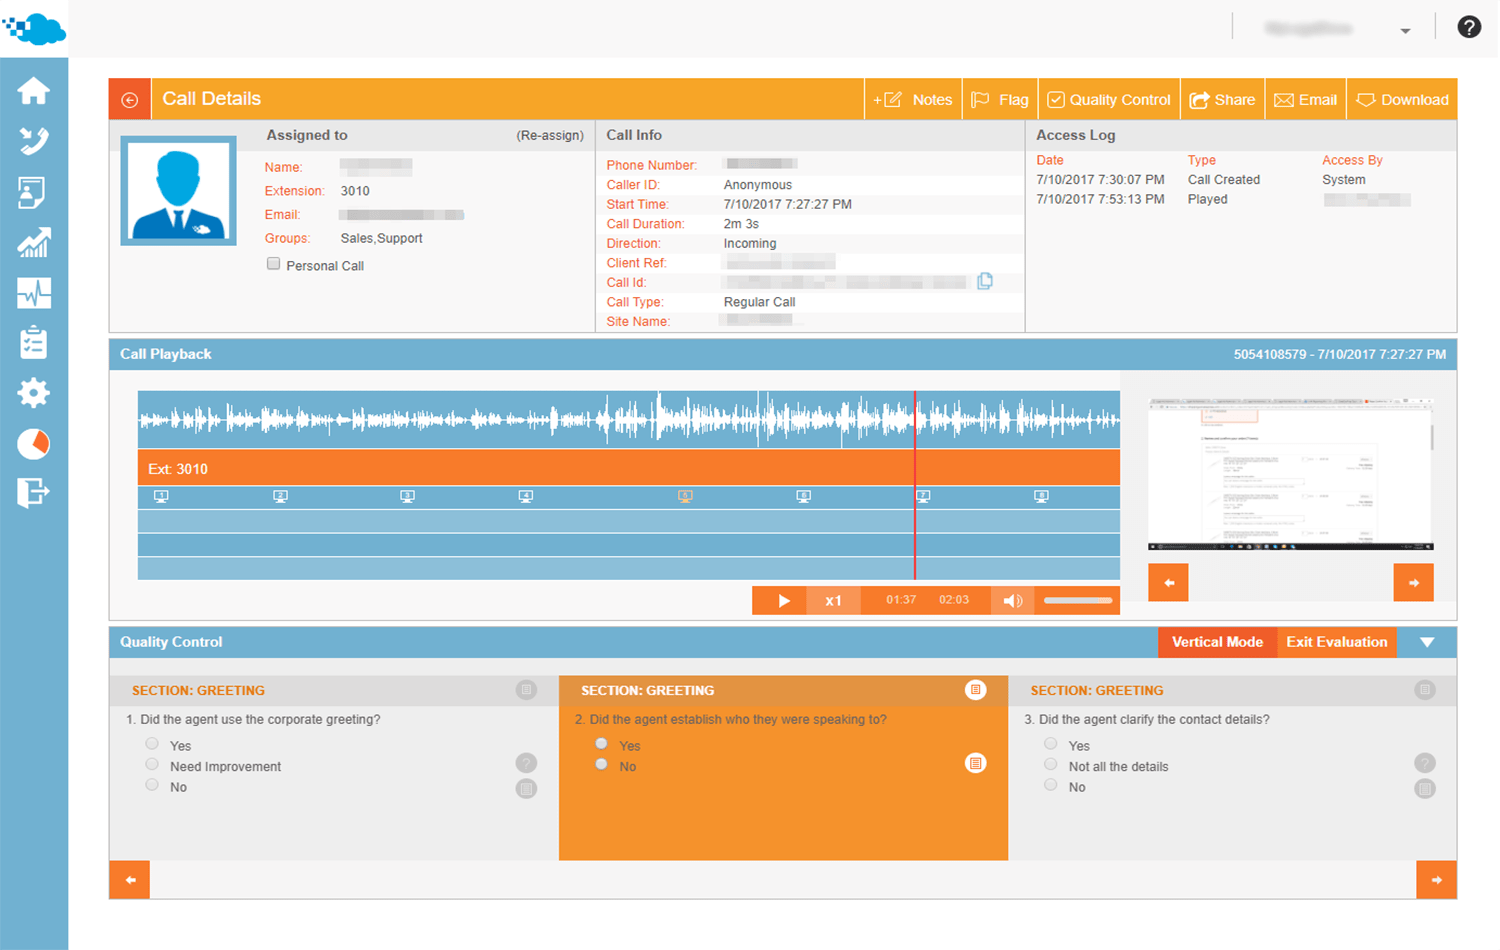 Call Details
+ Notes
Flag
Quality Control
Share
Email
Download
Assigned to
(Re-assign)
Name:
Extension: 3010
Email:
Groups: Sales,Support
Personal Call
Call Info
Phone Number:
Caller ID: Anonymous
Start Time: 7/10/2017 7:27:27 PM
Call Duration: 2m 3s
Direction: Incoming
Client Ref:
Call Id:
Call Type: Regular Call
Site Name:
Access Log
Date Type Access By
7/10/2017 7:30:07 PM Call Created System
7/10/2017 7:53:13 PM Played
Call Playback
5054108579 - 7/10/2017 7:27:27 PM
Ext: 3010
1 2 3 4 5 6 7 8
x1
01:37
02:03
Quality Control
Vertical Mode
Exit Evaluation
SECTION: GREETING
1. Did the agent use the corporate greeting?
Yes
Need Improvement
No
SECTION: GREETING
2. Did the agent establish who they were speaking to?
Yes
No
SECTION: GREETING
3. Did the agent clarify the contact details?
Yes
Not all the details
No